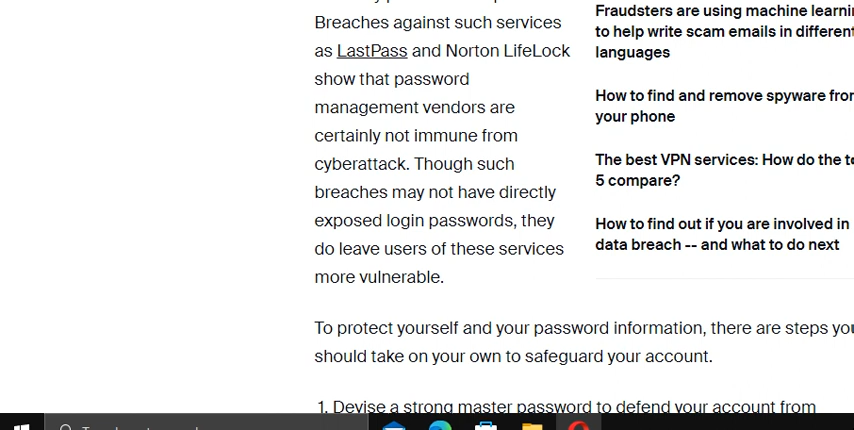 Breaches against such services
as LastPass and Norton LifeLock
show that password
management vendors are
certainly not immune from
cyberattack. Though such
breaches may not have directly
exposed login passwords, they
do leave users of these services
more vulnerable.
Fraudsters are using machine
to help write scam emails in different
languages
How to find and remove spyware
your phone
The best VPN services: How do the
5 compare?
How to find out if you are involved in
data breach -- and what to do next
To protect yourself and your password information, there are steps
should take on your own to safeguard your account.
1. Devise a strong master password to defend your account from